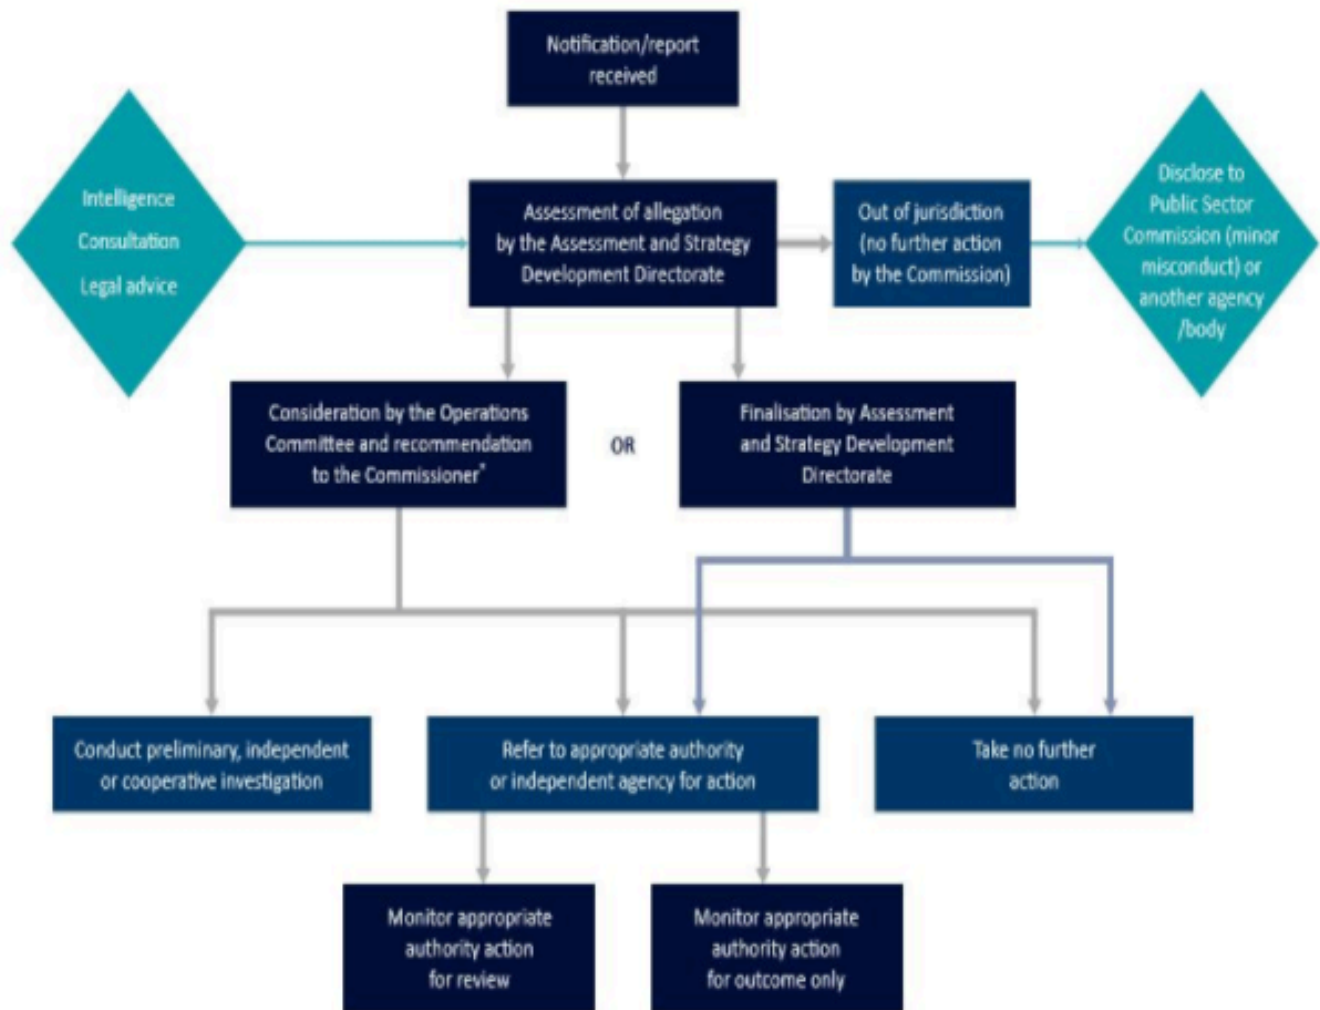 Notification/report
received
Intelligence
Consultation
Legal advice
Assessment of allegation
by the Assessment and Strategy
Development Directorate
Out of jurisdiction
(no further action
by the Commission)
Disclose to
Public Sector
Commission (minor
misconduct) or
another agency
/body
Consideration by the Operations
Committee and recommendation
to the Commissioner*
OR
Finalisation by Assessment
and Strategy Development
Directorate
Conduct preliminary, independent
or cooperative investigation
Refer to appropriate authority
or independent agency for action
Take no further
action
Monitor appropriate
authority action
for review
Monitor appropriate
authority action
for outcome only